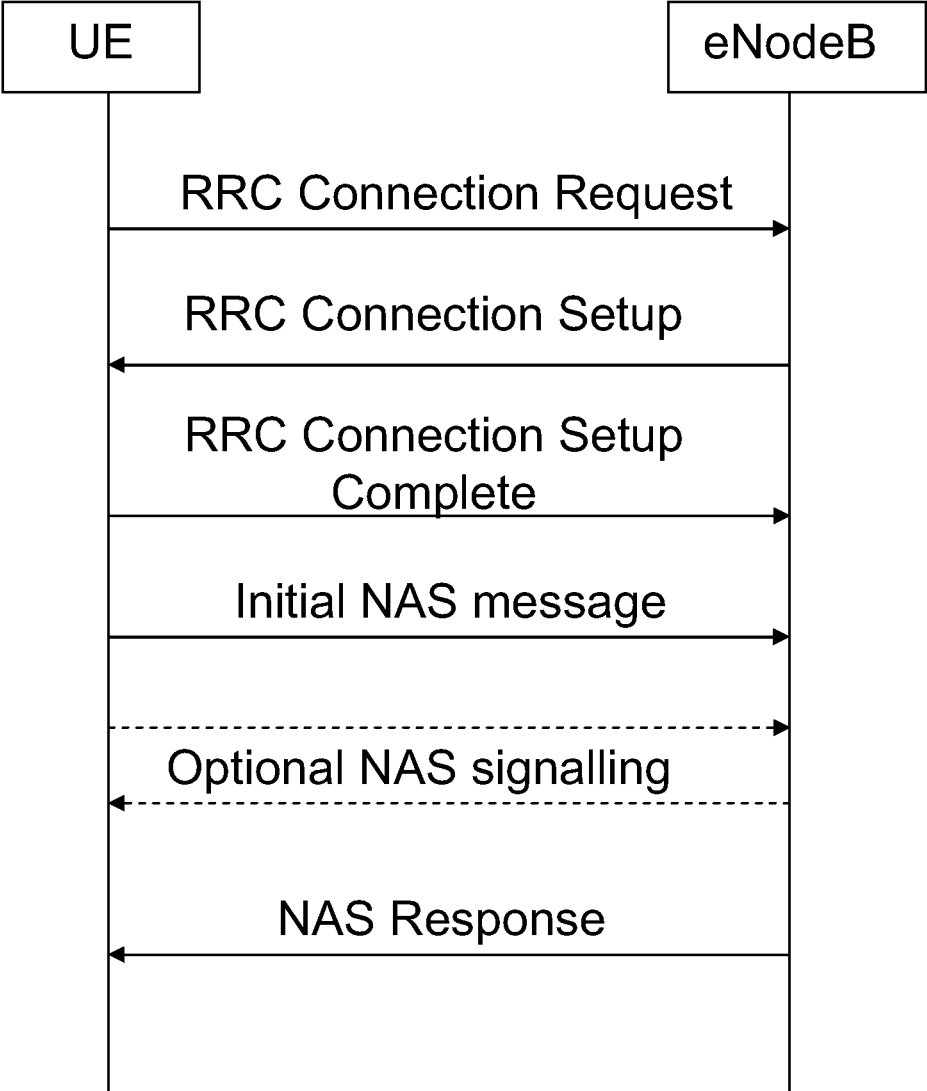 UE
eNodeB
RRC Connection Request
RRC Connection Setup
RRC Connection Setup
Complete
Initial NAS message
Optional NAS signalling
NAS Response